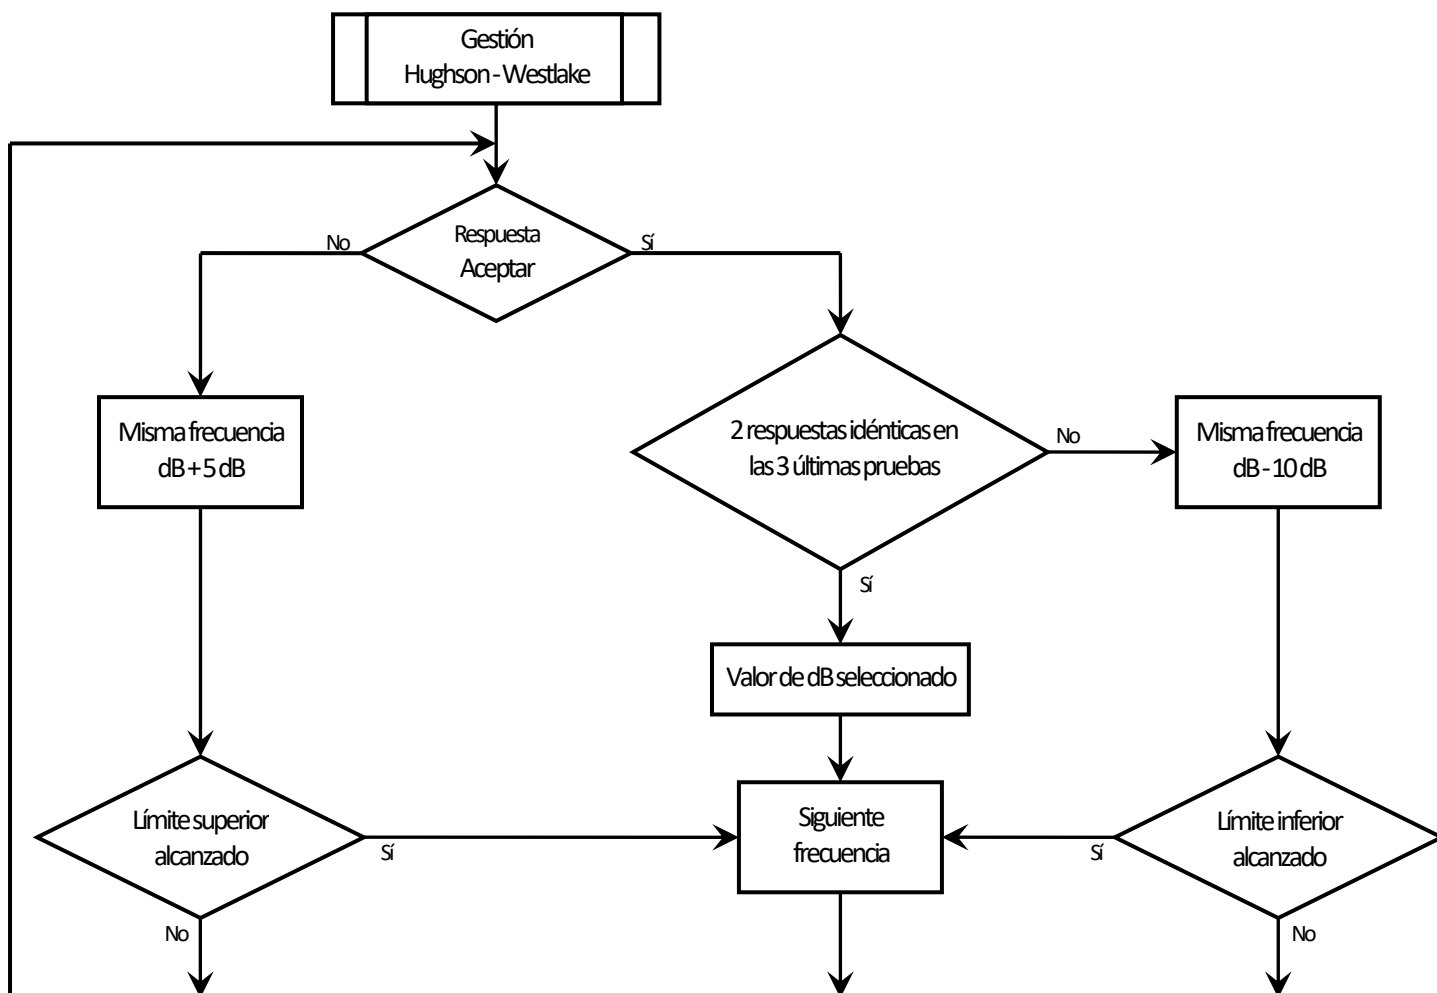 Gestión
Hughson - Westlake
No
Respuesta
Aceptar
Sí
Misma frecuencia
dB + 5 dB
2 respuestas idénticas en
las 3 últimas pruebas
No
Misma frecuencia
dB - 10 dB
Sí
Valor de dB seleccionado
Límite superior
alcanzado
Sí
Siguiente
frecuencia
Sí
Límite inferior
alcanzado
No
No